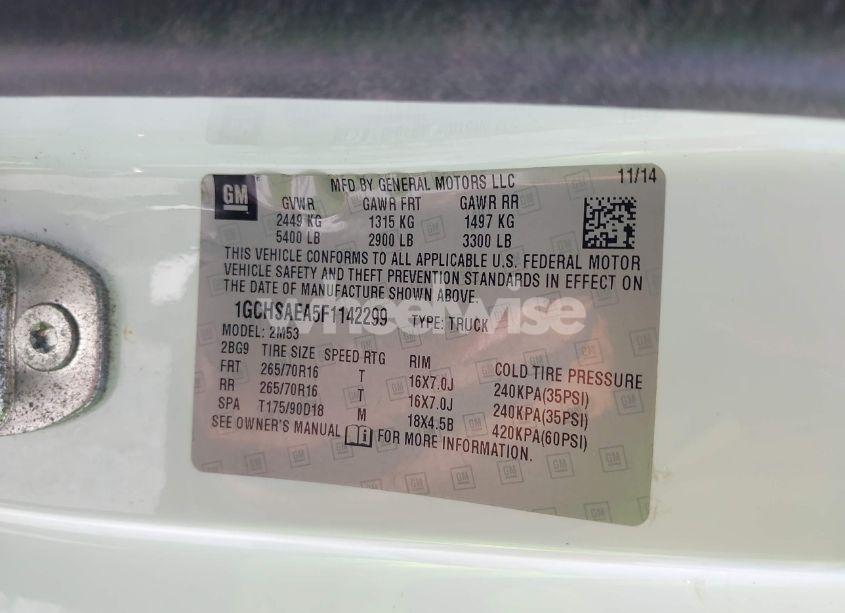 GM
MFD BY GENERAL MOTORS LLC 11/14
GVWR GAWR FRT GAWR RR
2449 KG 1315 KG 1497 KG
5400 LB 2900 LB 3300 LB
THIS VEHICLE CONFORMS TO ALL APPLICABLE U.S. FEDERAL MOTOR
VEHICLE SAFETY AND THEFT PREVENTION STANDARDS IN EFFECT ON
THE DATE OF MANUFACTURE SHOWN ABOVE.
1GCHSAEA5F1142299 TYPE: TRUCK
wheelwise
MODEL: 2M53
2BG9 TIRE SIZE SPEED RTG RIM COLD TIRE PRESSURE
FRT 265/70R16 T 16X7.0J 240KPA(35PSI)
RR 265/70R16 T 16X7.0J 240KPA(35PSI)
SPA T175/90D18 M 18X4.5B 420KPA(60PSI)
SEE OWNER'S MANUAL FOR MORE INFORMATION.